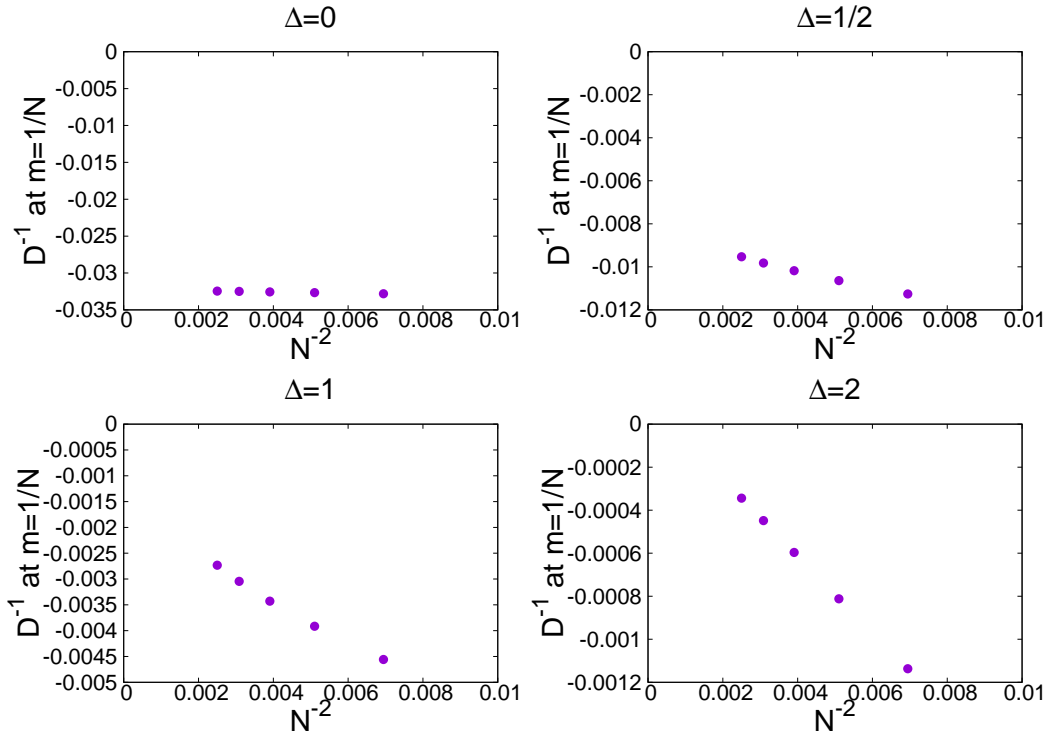 Δ=0
D⁻¹ at m=1/N
0
-0.005
-0.01
-0.015
-0.02
-0.025
-0.03
-0.035
0 0.002 0.004 0.006 0.008 0.01
N⁻²
Δ=1/2
D⁻¹ at m=1/N
0
-0.002
-0.004
-0.006
-0.008
-0.01
-0.012
0 0.002 0.004 0.006 0.008 0.01
N⁻²
Δ=1
D⁻¹ at m=1/N
0
-0.0005
-0.001
-0.0015
-0.002
-0.0025
-0.003
-0.0035
-0.004
-0.0045
-0.005
0 0.002 0.004 0.006 0.008 0.01
N⁻²
Δ=2
D⁻¹ at m=1/N
0
-0.0002
-0.0004
-0.0006
-0.0008
-0.001
-0.0012
0 0.002 0.004 0.006 0.008 0.01
N⁻²